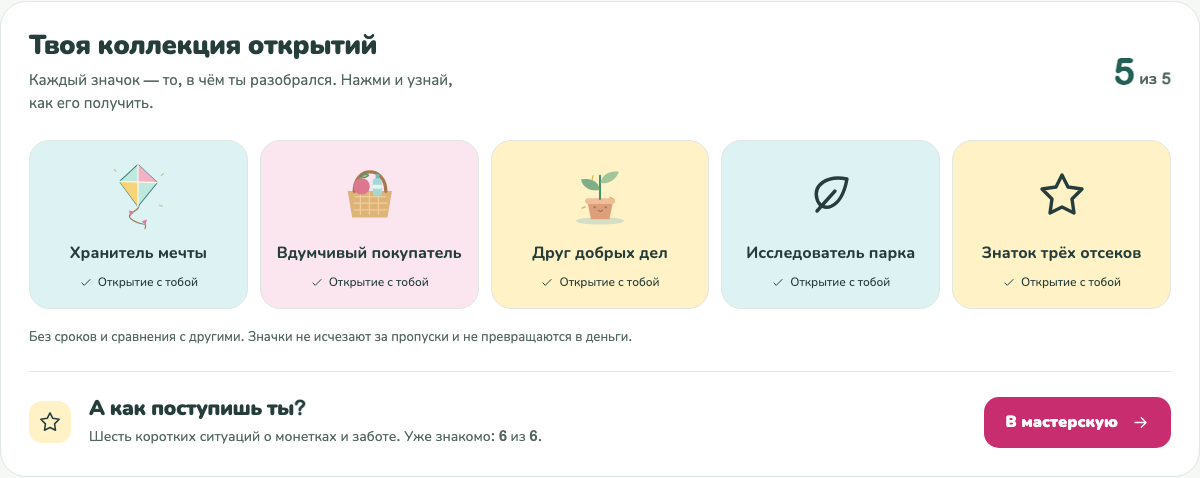 Твоя коллекция открытий
Каждый значок — то, в чём ты разобрался. Нажми и узнай,
как его получить.
5 из 5
Хранитель мечты
Открытие с тобой
Вдумчивый покупатель
Открытие с тобой
Друг добрых дел
Открытие с тобой
Исследователь парка
Открытие с тобой
Знаток трёх отсеков
Открытие с тобой
Без сроков и сравнения с другими. Значки не исчезают за пропуски и не превращаются в деньги.
А как поступишь ты?
Шесть коротких ситуаций о монетках и заботе. Уже знакомо: 6 из 6.
В мастерскую →